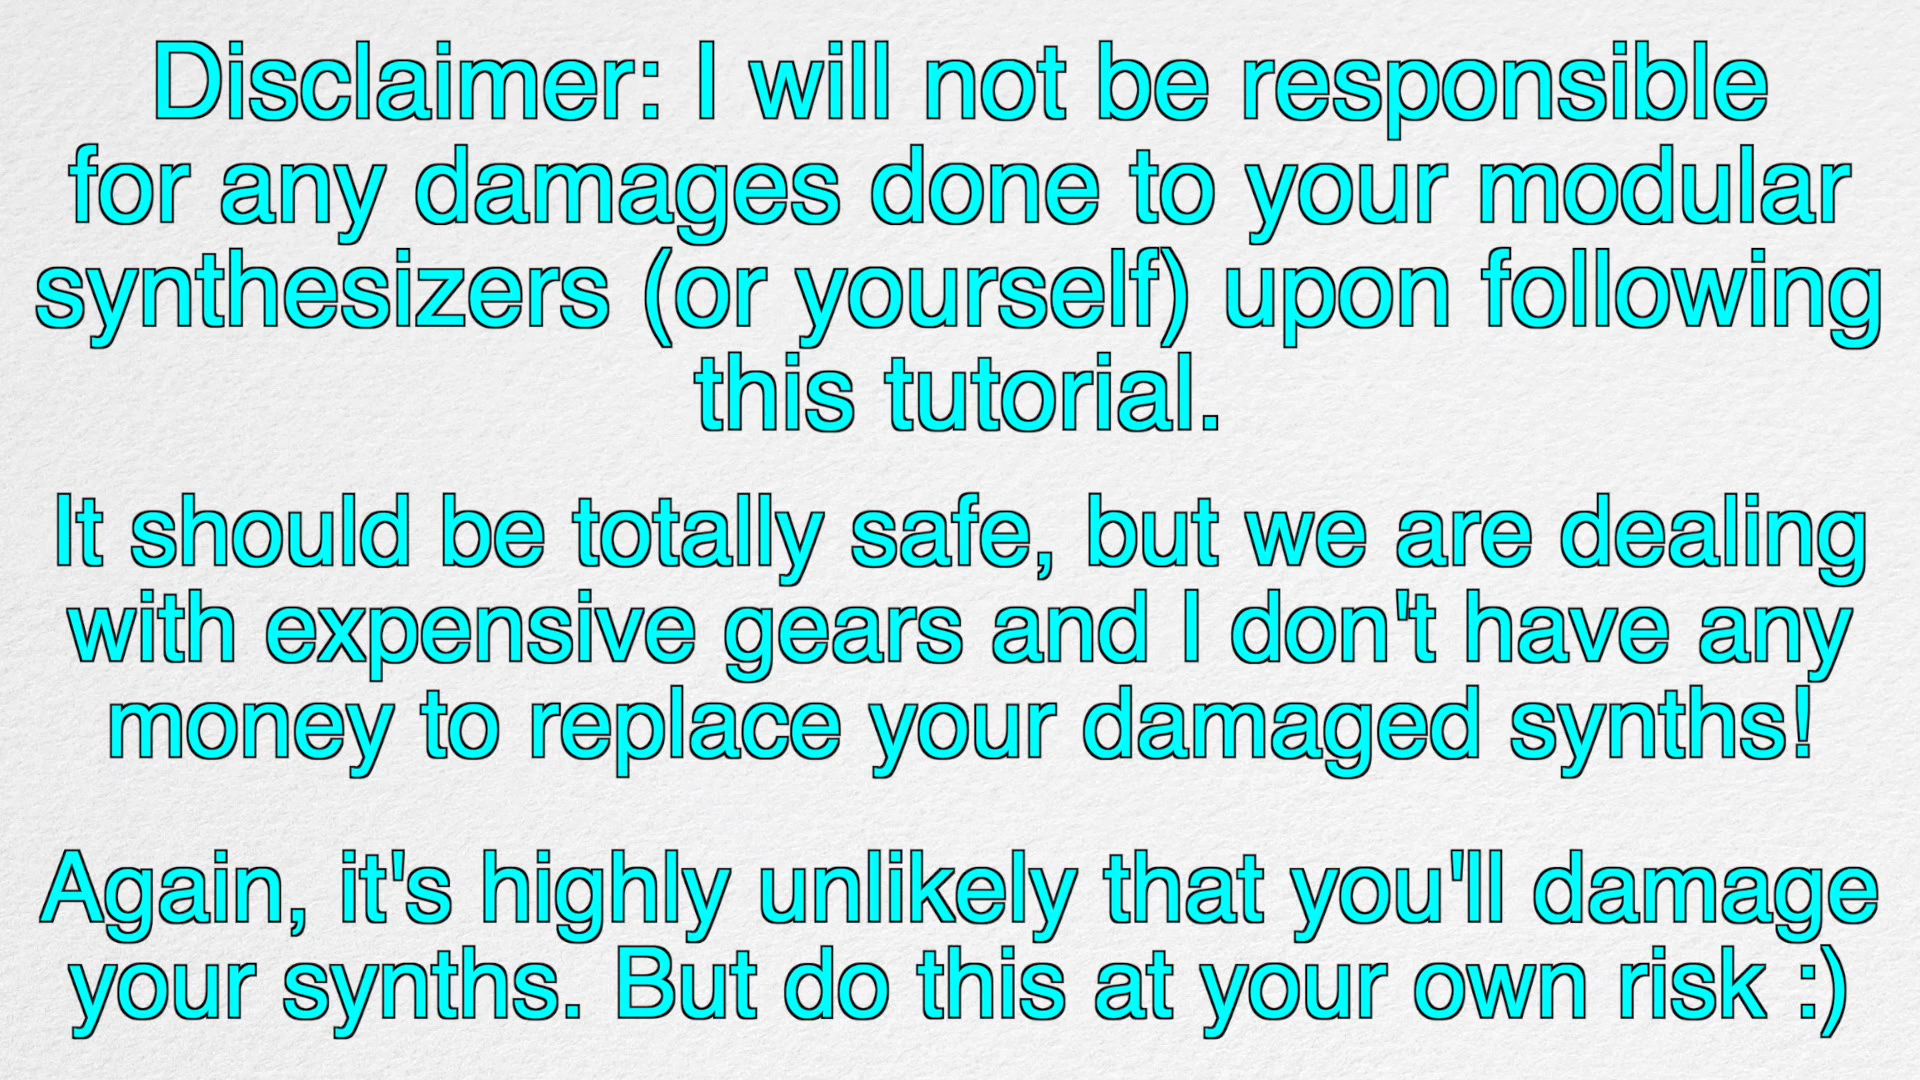 Disclaimer: I will not be responsible
for any damages done to your modular
synthesizers (or yourself) upon following
this tutorial.
It should be totally safe, but we are dealing
with expensive gears and I don't have any
money to replace your damaged synths!
Again, it's highly unlikely that you'll damage
your synths. But do this at your own risk :)